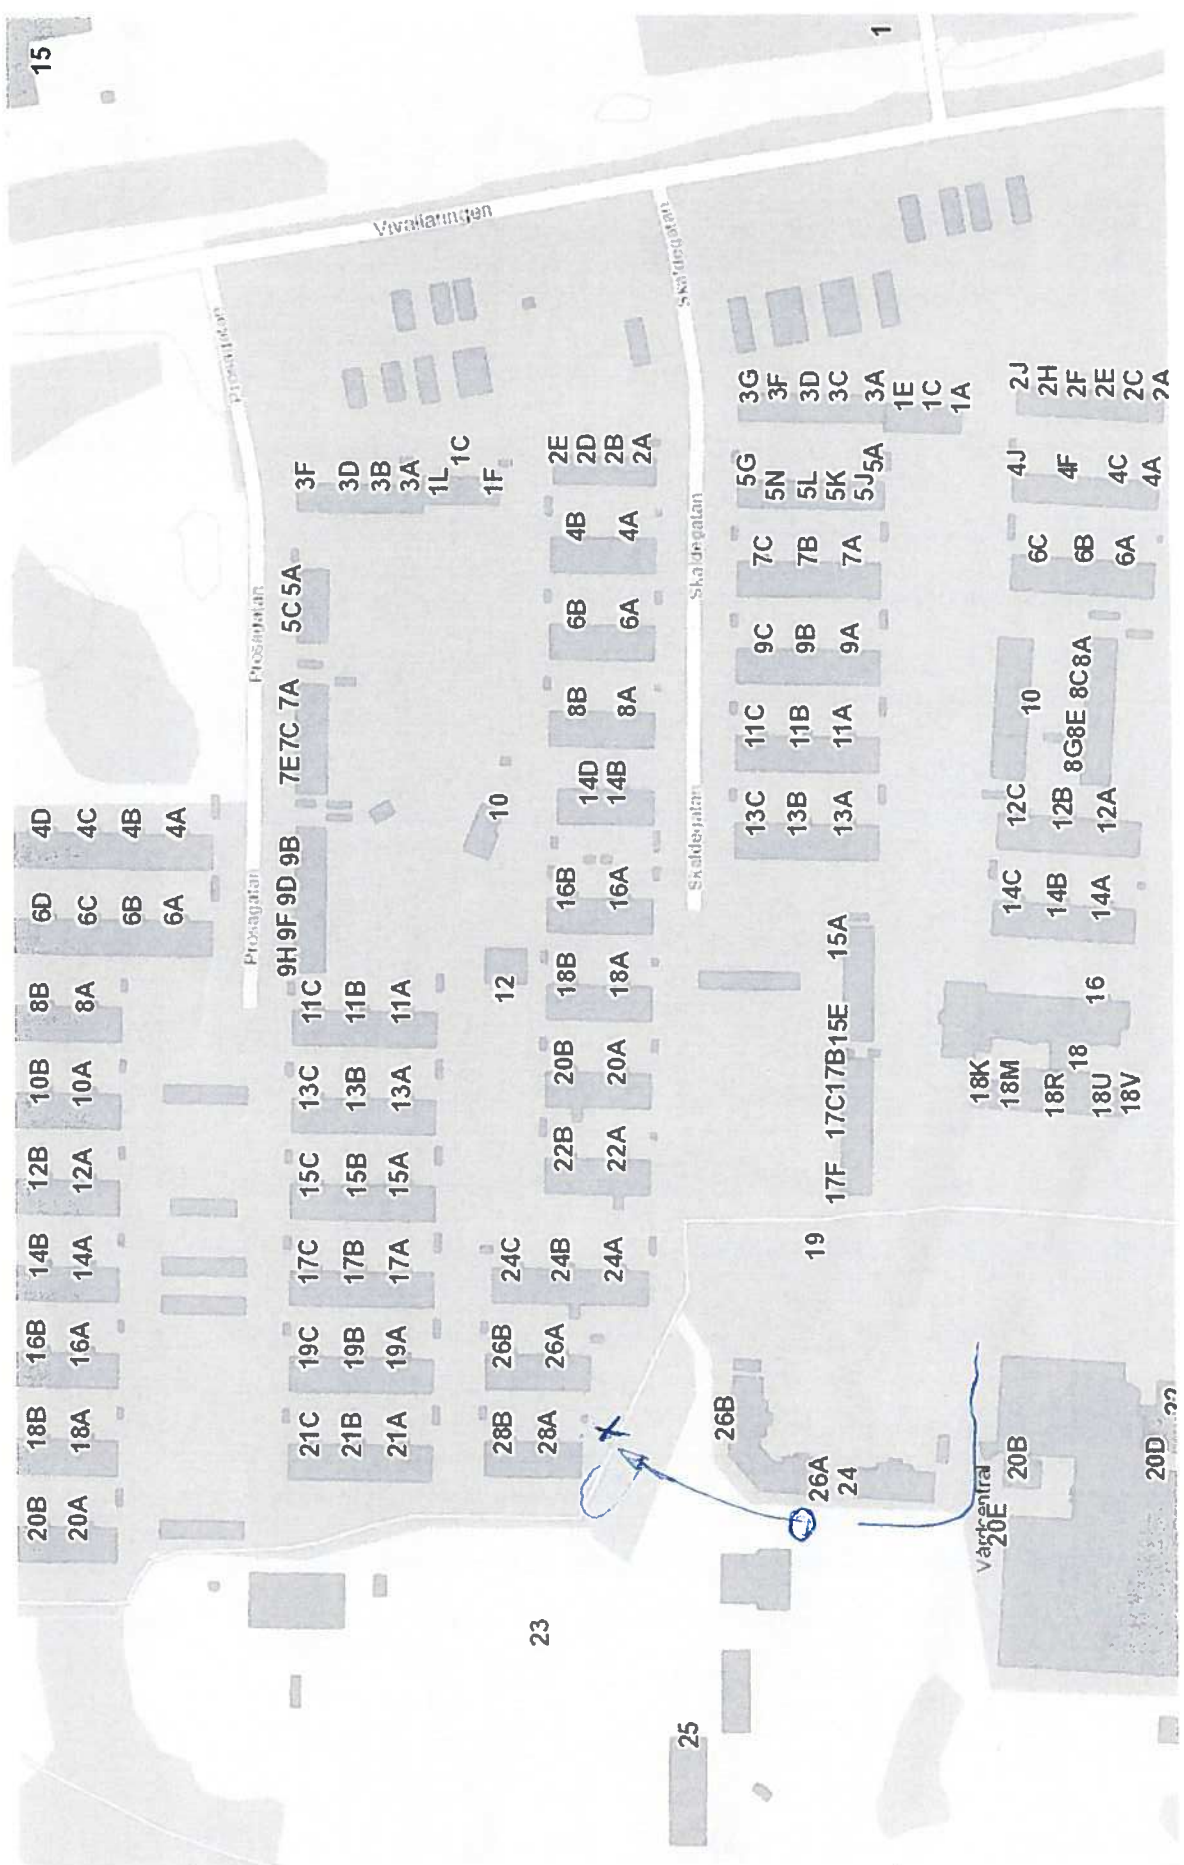 20B 18B 16B 14B 12B 10B 8B 6D 4D 15
20A 18A 16A 14A 12A 10A 8A 6C 4C
6B 4B
6A 4A
Prosagatan Prosagatan Prosagatan
9H 9F 9D 9B 7E 7C 7A 5C 5A
21C 19C 17C 15C 13C 11C 3F
21B 19B 17B 15B 13B 11B 3D
3B
21A 19A 17A 15A 13A 11A 3A
Vivallaringen
1L
1C
1F
28B 26B 24C 12 10
23 28A 26A 24B 22B 20B 18B 16B 14D 8B 6B 4B 2E
2D
24A 22A 20A 18A 16A 14B 8A 6A 4A 2B
X
2A
25
Skaldegatan Skaldegatan Skaldegatan
26B 13C 11C 9C 7C 5G 3G
5N 3F
13B 11B 9B 7B 5L 3D
26A 19 17F 17C 17B 15E 15A 13A 11A 9A 7A 5K 3C
24 5J 5A 3A
1
1E
1C
1A
Vårdcentral 18K
20E 18M
20B 14C 12C 10 6C 4J 2J
2H
18R 14B 12B 8G 8E 8C 8A 6B 4F 2F
18 16
18U 14A 12A 6A 4C 2E
18V 2C
20D 4A 2A